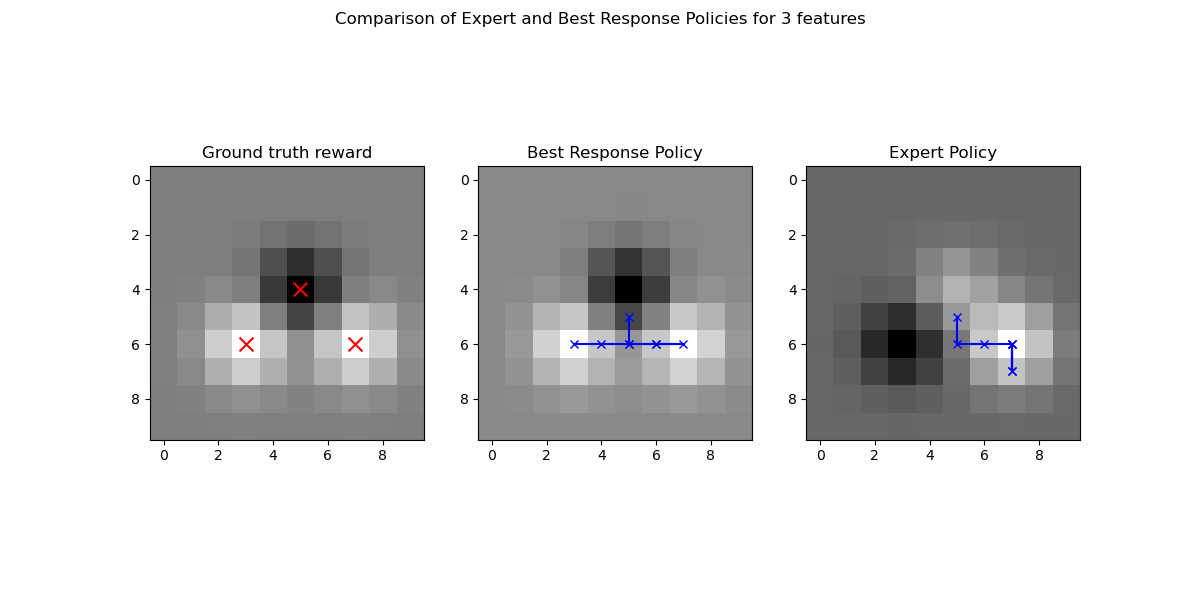 Comparison of Expert and Best Response Policies for 3 features
Ground truth reward
0
2
4
6
8
0 2 4 6 8
Best Response Policy
0
2
4
6
8
0 2 4 6 8
Expert Policy
0
2
4
6
8
0 2 4 6 8